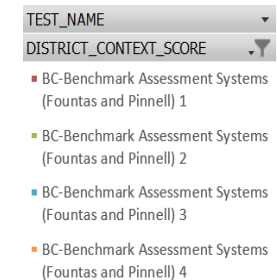 TEST_NAME
DISTRICT_CONTEXT_SCORE
BC-Benchmark Assessment Systems
(Fountas and Pinnell) 1
BC-Benchmark Assessment Systems
(Fountas and Pinnell) 2
BC-Benchmark Assessment Systems
(Fountas and Pinnell) 3
BC-Benchmark Assessment Systems
(Fountas and Pinnell) 4